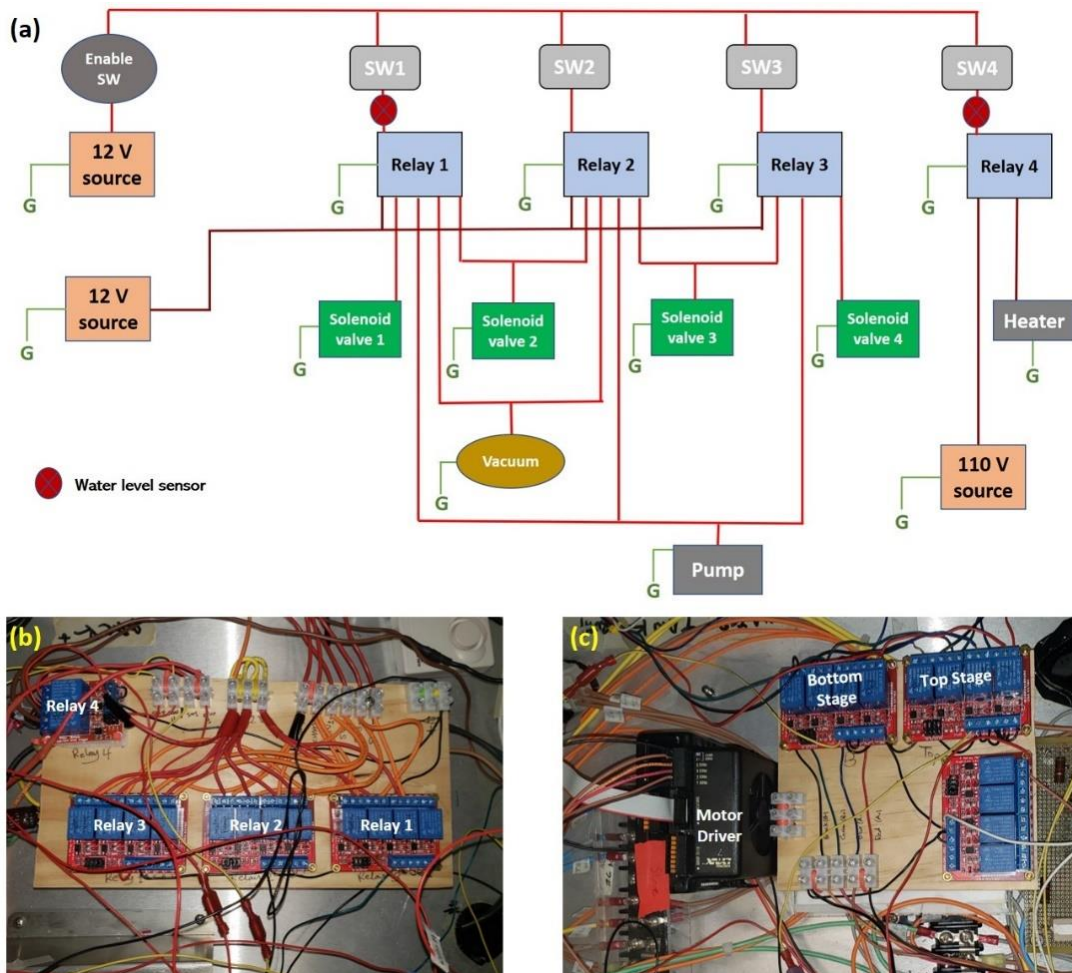 (a)
Enable
SW
SW1
SW2
SW3
SW4
12 V
source
G
Relay 1
G
Relay 2
G
Relay 3
G
Relay 4
G
12 V
source
G
Solenoid
valve 1
G
Solenoid
valve 2
G
Solenoid
valve 3
G
Solenoid
valve 4
G
Heater
G
Vacuum
G
110 V
source
G
Water level sensor
Pump
G
(b)
Relay 4
Relay 4
Relay 3
Relay 2
Relay 1
(c)
Bottom
Stage
Top Stage
Motor
Driver